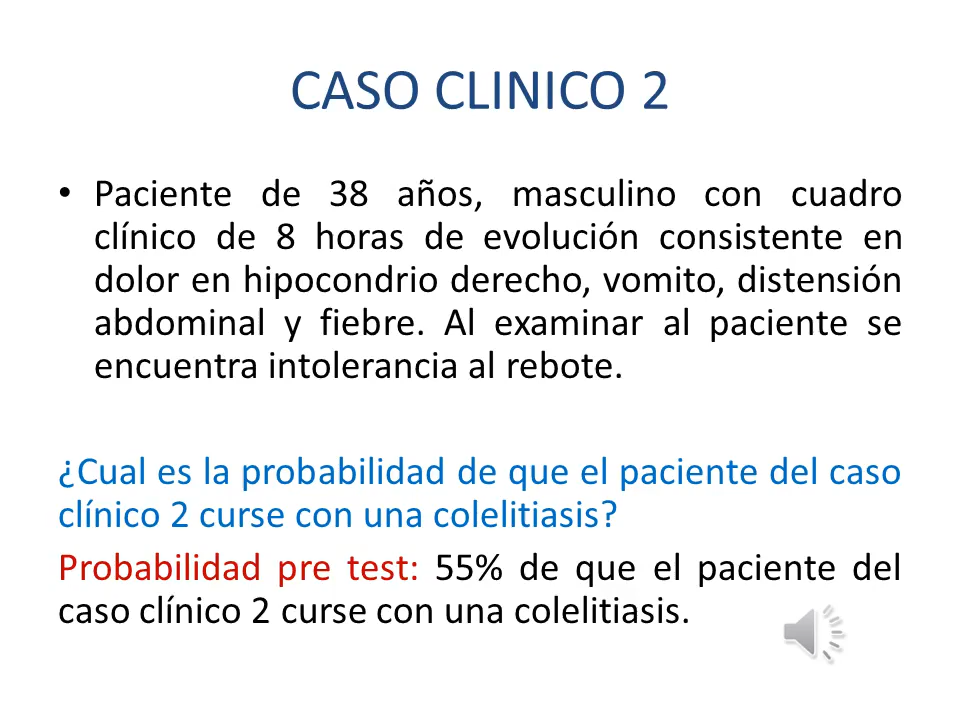 CASO CLINICO 2
• Paciente de 38 años, masculino con cuadro
clínico de 8 horas de evolución consistente en
dolor en hipocondrio derecho, vomito, distensión
abdominal y fiebre. Al examinar al paciente se
encuentra intolerancia al rebote.
¿Cual es la probabilidad de que el paciente del caso
clínico 2 curse con una colelitiasis?
Probabilidad pre test: 55% de que el paciente del
caso clínico 2 curse con una colelitiasis.